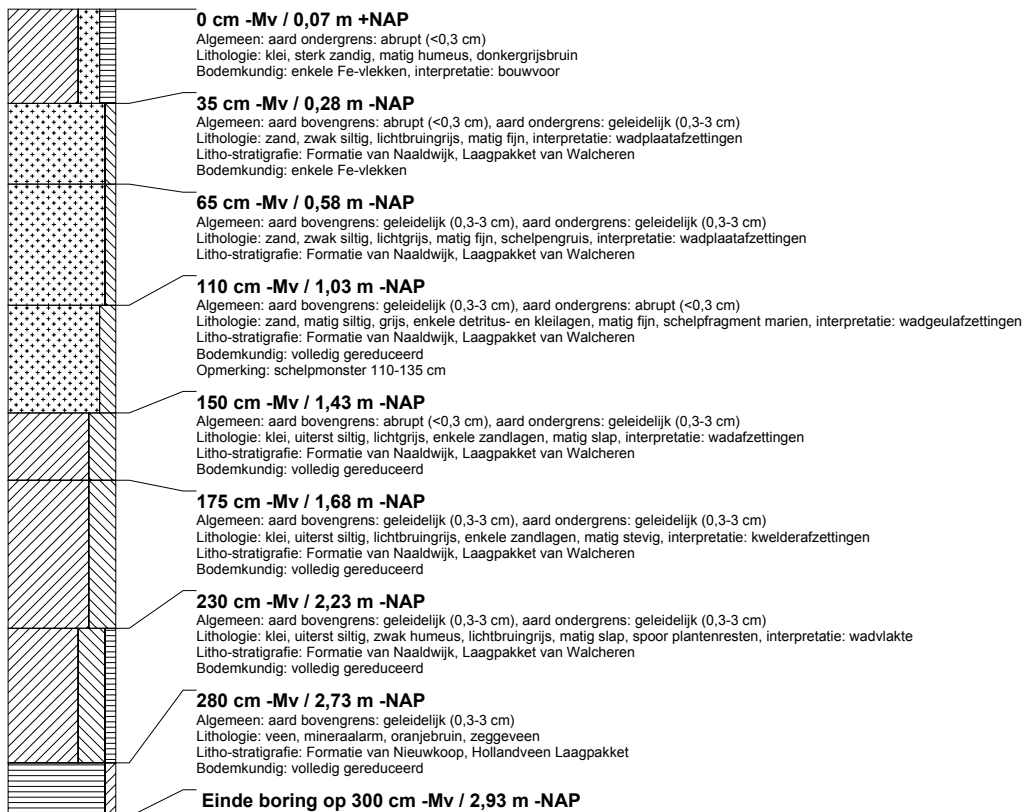 0 cm -Mv / 0,07 m +NAP
Algemeen: aard ondergrens: abrupt (<0,3 cm)
Lithologie: klei, sterk zandig, matig humeus, donkergrijsbruin
Bodemkundig: enkele Fe-vlekken, interpretatie: bouwvoor
35 cm -Mv / 0,28 m -NAP
Algemeen: aard bovengrens: abrupt (<0,3 cm), aard ondergrens: geleidelijk (0,3-3 cm)
Lithologie: zand, zwak siltig, lichtbruingrijs, matig fijn, interpretatie: wadplaatafzettingen
Litho-stratigrafie: Formatie van Naaldwijk, Laagpakket van Walcheren
Bodemkundig: enkele Fe-vlekken
65 cm -Mv / 0,58 m -NAP
Algemeen: aard bovengrens: geleidelijk (0,3-3 cm), aard ondergrens: geleidelijk (0,3-3 cm)
Lithologie: zand, zwak siltig, lichtgrijs, matig fijn, schelpengruis, interpretatie: wadplaatafzettingen
Litho-stratigrafie: Formatie van Naaldwijk, Laagpakket van Walcheren
110 cm -Mv / 1,03 m -NAP
Algemeen: aard bovengrens: geleidelijk (0,3-3 cm), aard ondergrens: abrupt (<0,3 cm)
Lithologie: zand, matig siltig, grijs, enkele detritus- en kleilagen, matig fijn, schelpfragment marien, interpretatie: wadgeulafzettingen
Litho-stratigrafie: Formatie van Naaldwijk, Laagpakket van Walcheren
Bodemkundig: volledig gereduceerd
Opmerking: schelpmonster 110-135 cm
150 cm -Mv / 1,43 m -NAP
Algemeen: aard bovengrens: abrupt (<0,3 cm), aard ondergrens: geleidelijk (0,3-3 cm)
Lithologie: klei, uiterst siltig, lichtgrijs, enkele zandlagen, matig slap, interpretatie: wadafzettingen
Litho-stratigrafie: Formatie van Naaldwijk, Laagpakket van Walcheren
Bodemkundig: volledig gereduceerd
175 cm -Mv / 1,68 m -NAP
Algemeen: aard bovengrens: geleidelijk (0,3-3 cm), aard ondergrens: geleidelijk (0,3-3 cm)
Lithologie: klei, uiterst siltig, lichtbruingrijs, enkele zandlagen, matig stevig, interpretatie: kwelderafzettingen
Litho-stratigrafie: Formatie van Naaldwijk, Laagpakket van Walcheren
Bodemkundig: volledig gereduceerd
230 cm -Mv / 2,23 m -NAP
Algemeen: aard bovengrens: geleidelijk (0,3-3 cm), aard ondergrens: geleidelijk (0,3-3 cm)
Lithologie: klei, uiterst siltig, zwak humeus, lichtbruingrijs, matig slap, spoor plantenresten, interpretatie: wadvlakte
Litho-stratigrafie: Formatie van Naaldwijk, Laagpakket van Walcheren
Bodemkundig: volledig gereduceerd
280 cm -Mv / 2,73 m -NAP
Algemeen: aard bovengrens: geleidelijk (0,3-3 cm)
Lithologie: veen, mineraalarm, oranjebruin, zeggeveen
Litho-stratigrafie: Formatie van Nieuwkoop, Hollandveen Laagpakket
Bodemkundig: volledig gereduceerd
Einde boring op 300 cm -Mv / 2,93 m -NAP